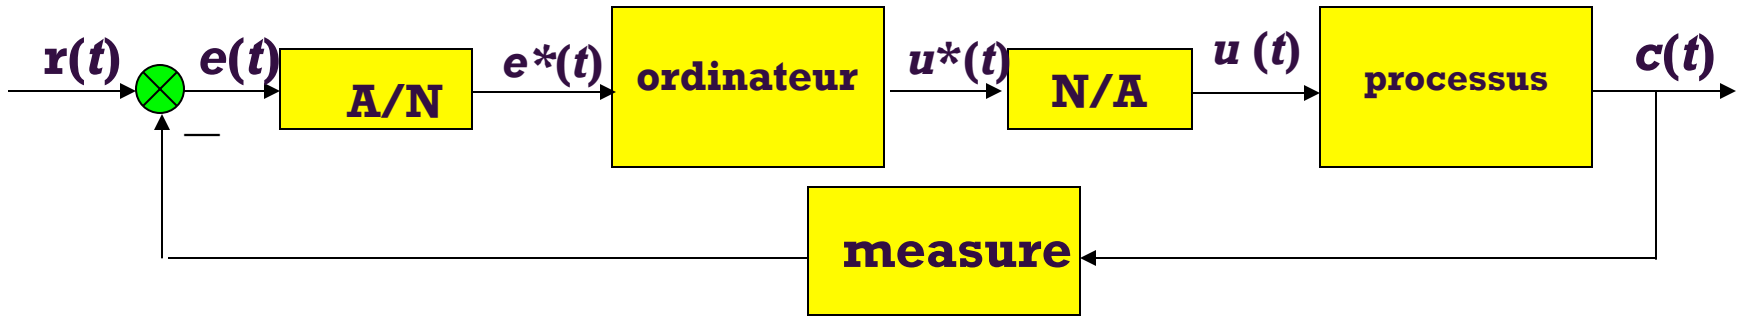 r(t)
e(t)
A/N
e*(t)
ordinateur
u*(t)
N/A
u (t)
processus
c(t)
—
measure